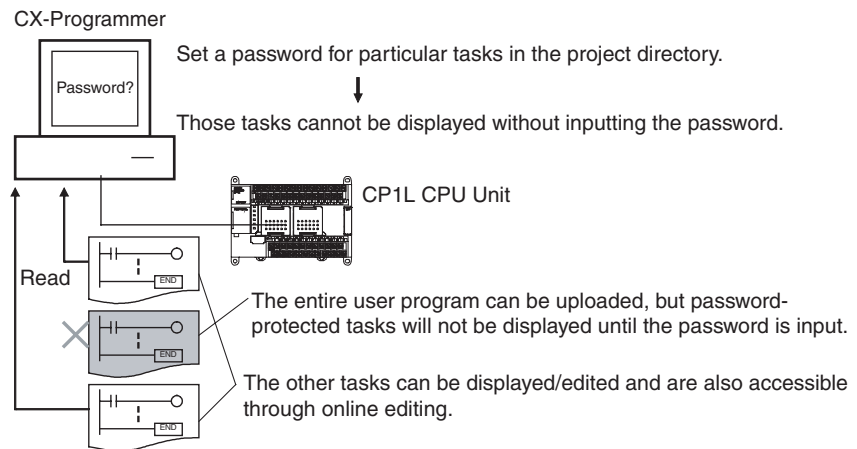 CX-Programmer
Password?
Set a password for particular tasks in the project directory.
Those tasks cannot be displayed without inputting the password.
CP1L CPU Unit
Read
END
The entire user program can be uploaded, but password-
protected tasks will not be displayed until the password is input.
END
The other tasks can be displayed/edited and are also accessible
through online editing.
END